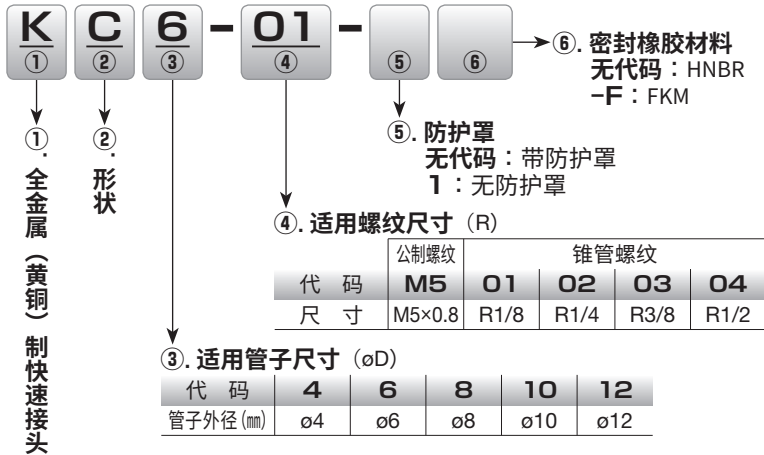 K C 6 - 01 -
① ② ③ ④ ⑤ ⑥
⑥. 密封橡胶材料
无代码：HNBR
-F：FKM
⑤. 防护罩
无代码：带防护罩
1：无防护罩
①. 全金属（黄铜）制快速接头
②. 形状
④. 适用螺纹尺寸（R）
公制螺纹 锥管螺纹
代 码 M5 01 02 03 04
尺 寸 M5×0.8 R1/8 R1/4 R3/8 R1/2
③. 适用管子尺寸（øD）
代 码 4 6 8 10 12
管子外径(㎜) ø4 ø6 ø8 ø10 ø12